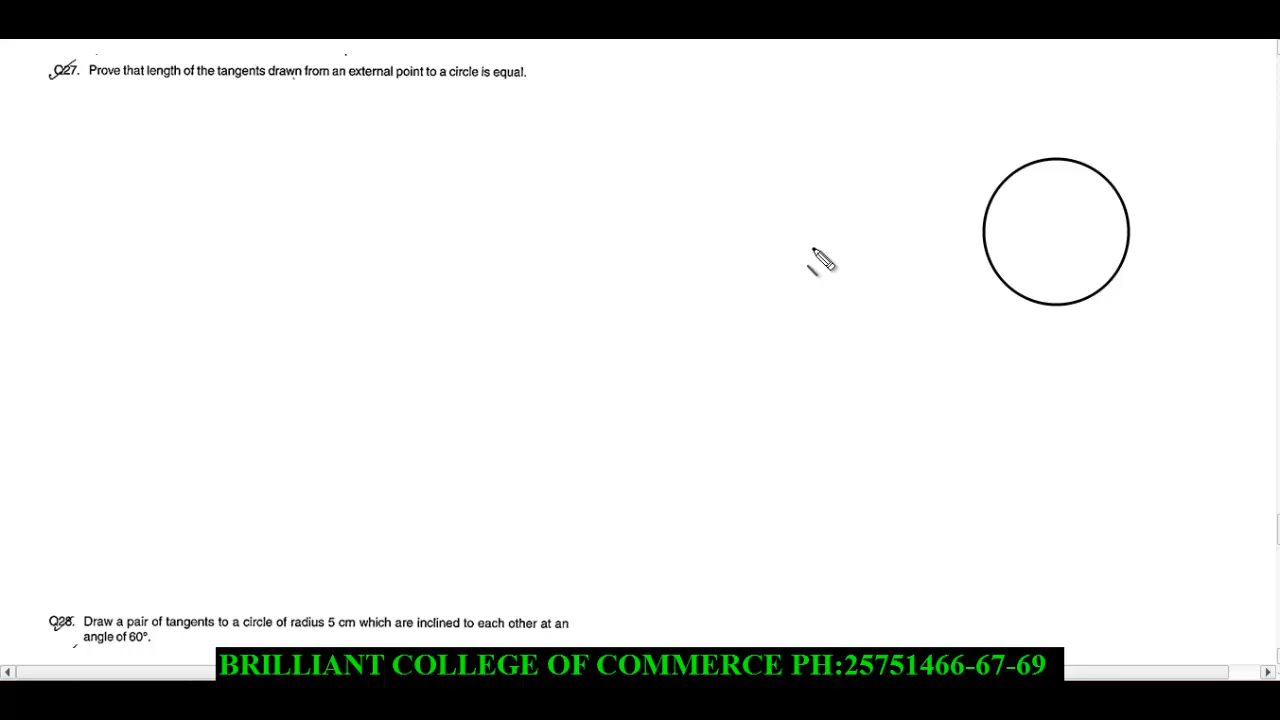 Q27. Prove that length of the tangents drawn from an external point to a circle is equal.
Q28. Draw a pair of tangents to a circle of radius 5 cm which are inclined to each other at an
angle of 60°.
BRILLIANT COLLEGE OF COMMERCE PH:25751466-67-69